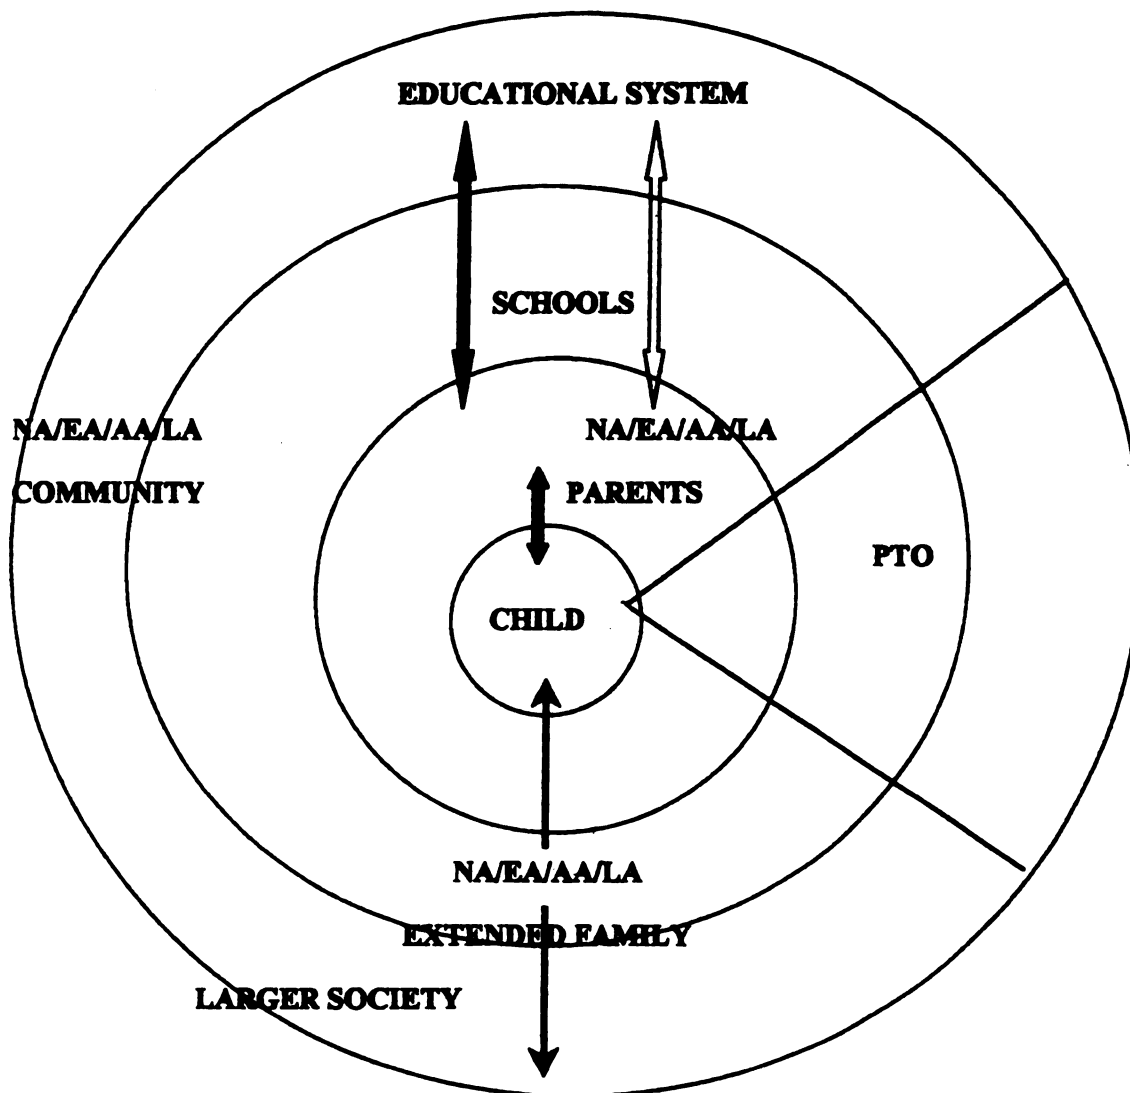 EDUCATIONAL SYSTEM
SCHOOLS
NA/EA/AA/LA
COMMUNITY
NA/EA/AA/LA
PARENTS
PTO
CHILD
NA/EA/AA/LA
EXTENDED FAMILY
LARGER SOCIETY